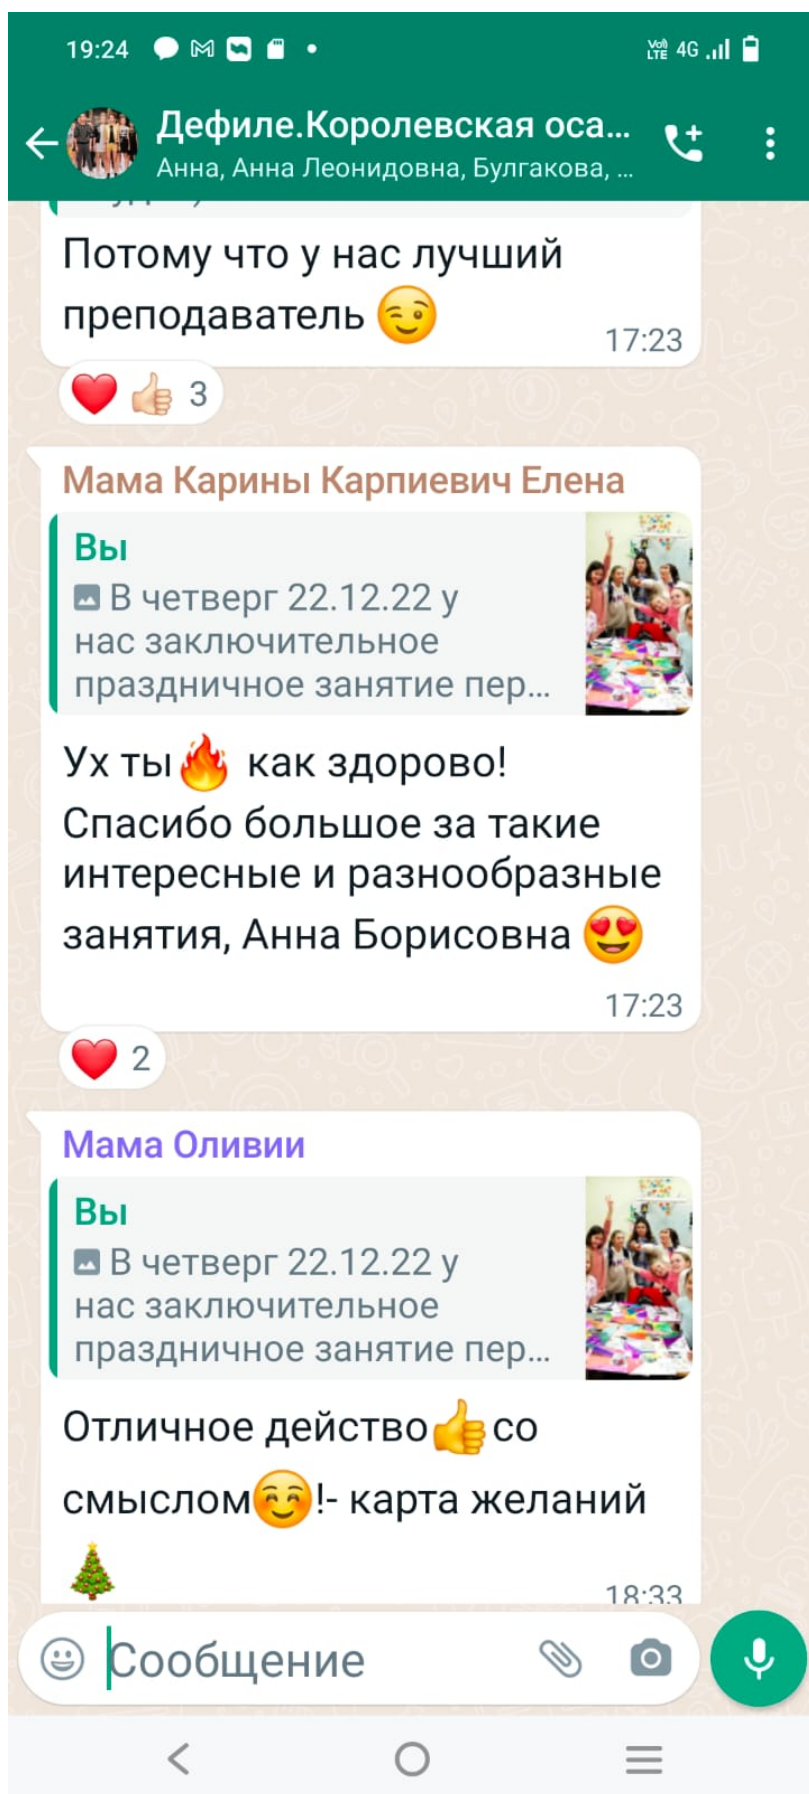 19:24
Vo)) LTE 4G
Дефиле.Королевская оса...
Анна, Анна Леонидовна, Булгакова, ...
Потому что у нас лучший
преподаватель 😉
17:23
❤️ 👍🏻 3
Мама Карины Карпиевич Елена
Вы
В четверг 22.12.22 у
нас заключительное
праздничное занятие пер...
Ух ты🔥 как здорово!
Спасибо большое за такие
интересные и разнообразные
занятия, Анна Борисовна 😍
17:23
❤️ 2
Мама Оливии
Вы
В четверг 22.12.22 у
нас заключительное
праздничное занятие пер...
Отличное действо👍со
смыслом☺️!- карта желаний
🎄
18:33
Сообщение